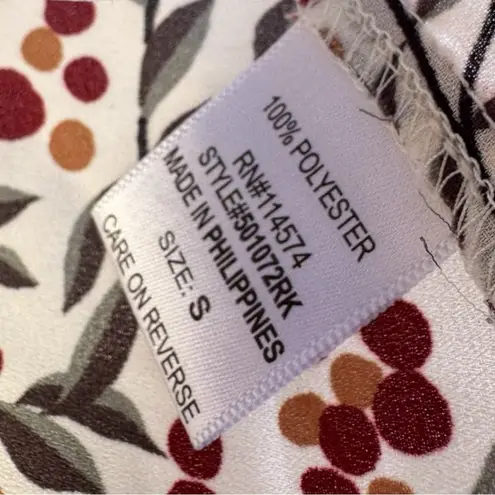 100% POLYESTER
RN#114574
STYLE#501072RK
MADE IN PHILIPPINES
SIZE: S
CARE ON REVERSE